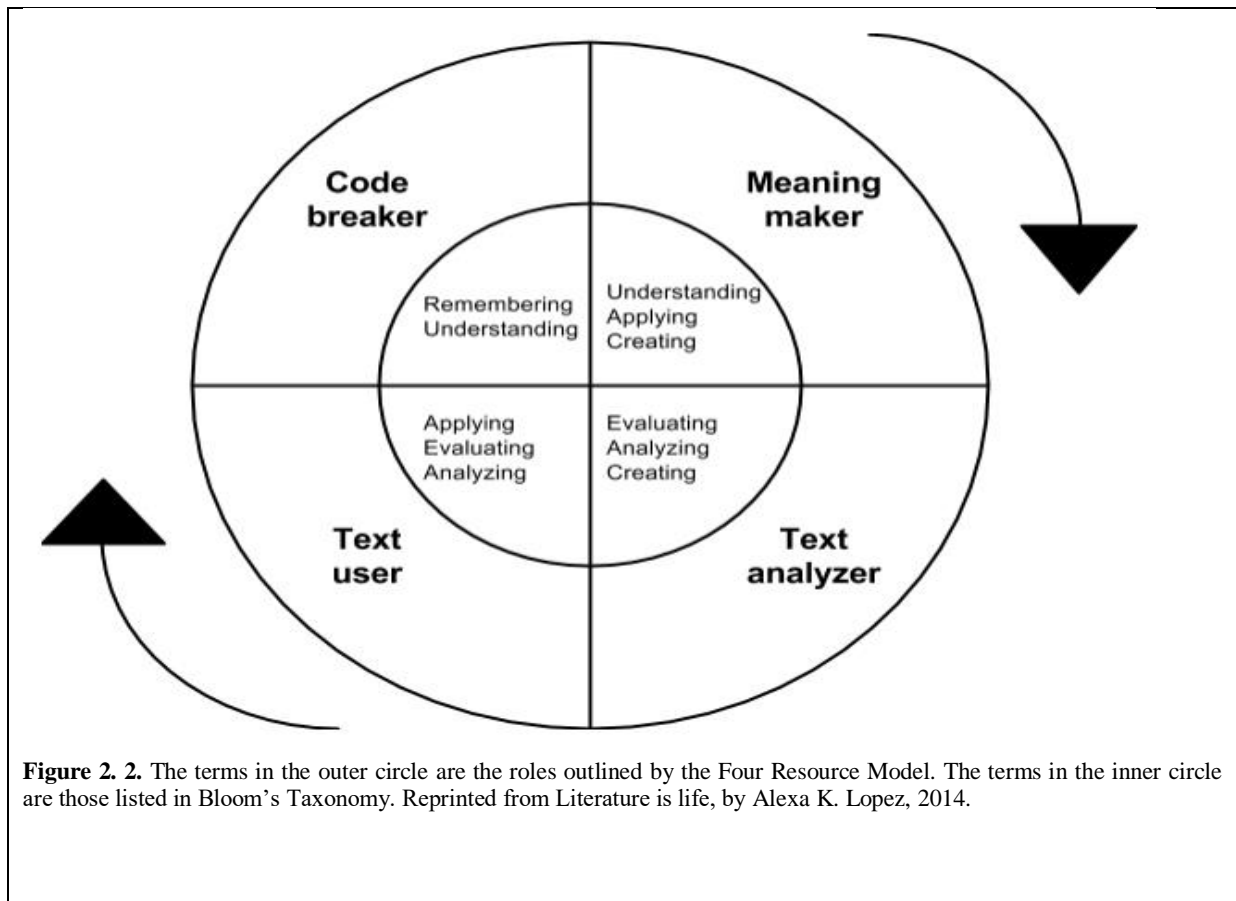 Code
breaker
Meaning
maker
Remembering
Understanding
Understanding
Applying
Creating
Applying
Evaluating
Analyzing
Evaluating
Analyzing
Creating
Text
user
Text
analyzer
Figure 2. 2. The terms in the outer circle are the roles outlined by the Four Resource Model. The terms in the inner circle
are those listed in Bloom’s Taxonomy. Reprinted from Literature is life, by Alexa K. Lopez, 2014.